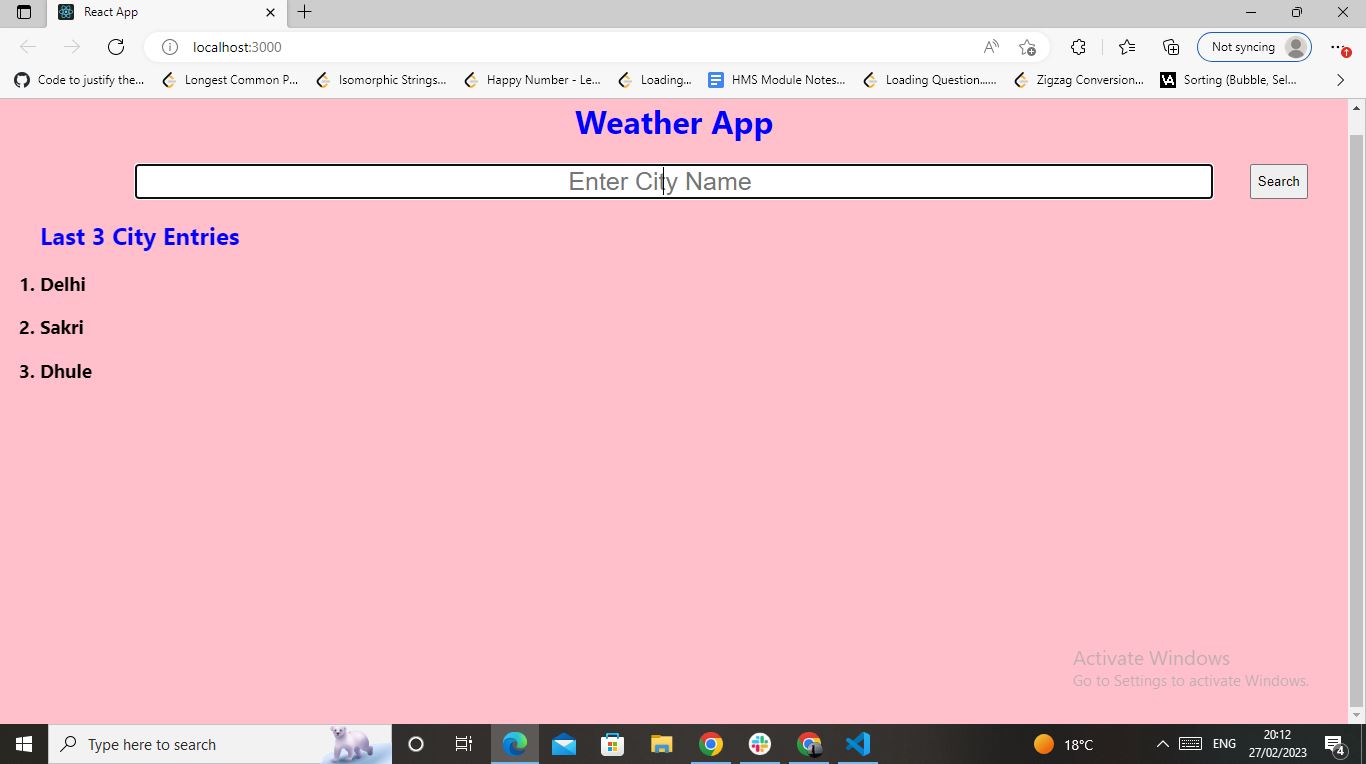 React App
localhost:3000
Not syncing
Code to justify the...
Longest Common P...
Isomorphic Strings...
Happy Number - Le...
Loading...
HMS Module Notes...
Loading Question......
Zigzag Conversion...
VA
Sorting (Bubble, Sel...
Weather App
Enter City Name
Search
Last 3 City Entries
1. Delhi
2. Sakri
3. Dhule
Activate Windows
Go to Settings to activate Windows.
Type here to search
18°C
ENG
20:12
27/02/2023
4